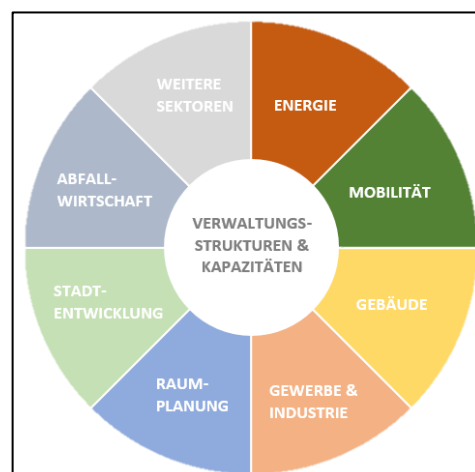 WEITERE
SEKTOREN
ENERGIE
MOBILITÄT
GEBÄUDE
GEWERBE &
INDUSTRIE
RAUM-
PLANUNG
STADT-
ENTWICKLUNG
ABFALL-
WIRTSCHAFT
VERWALTUNGS-
STRUKTUREN &
KAPAZITÄTEN